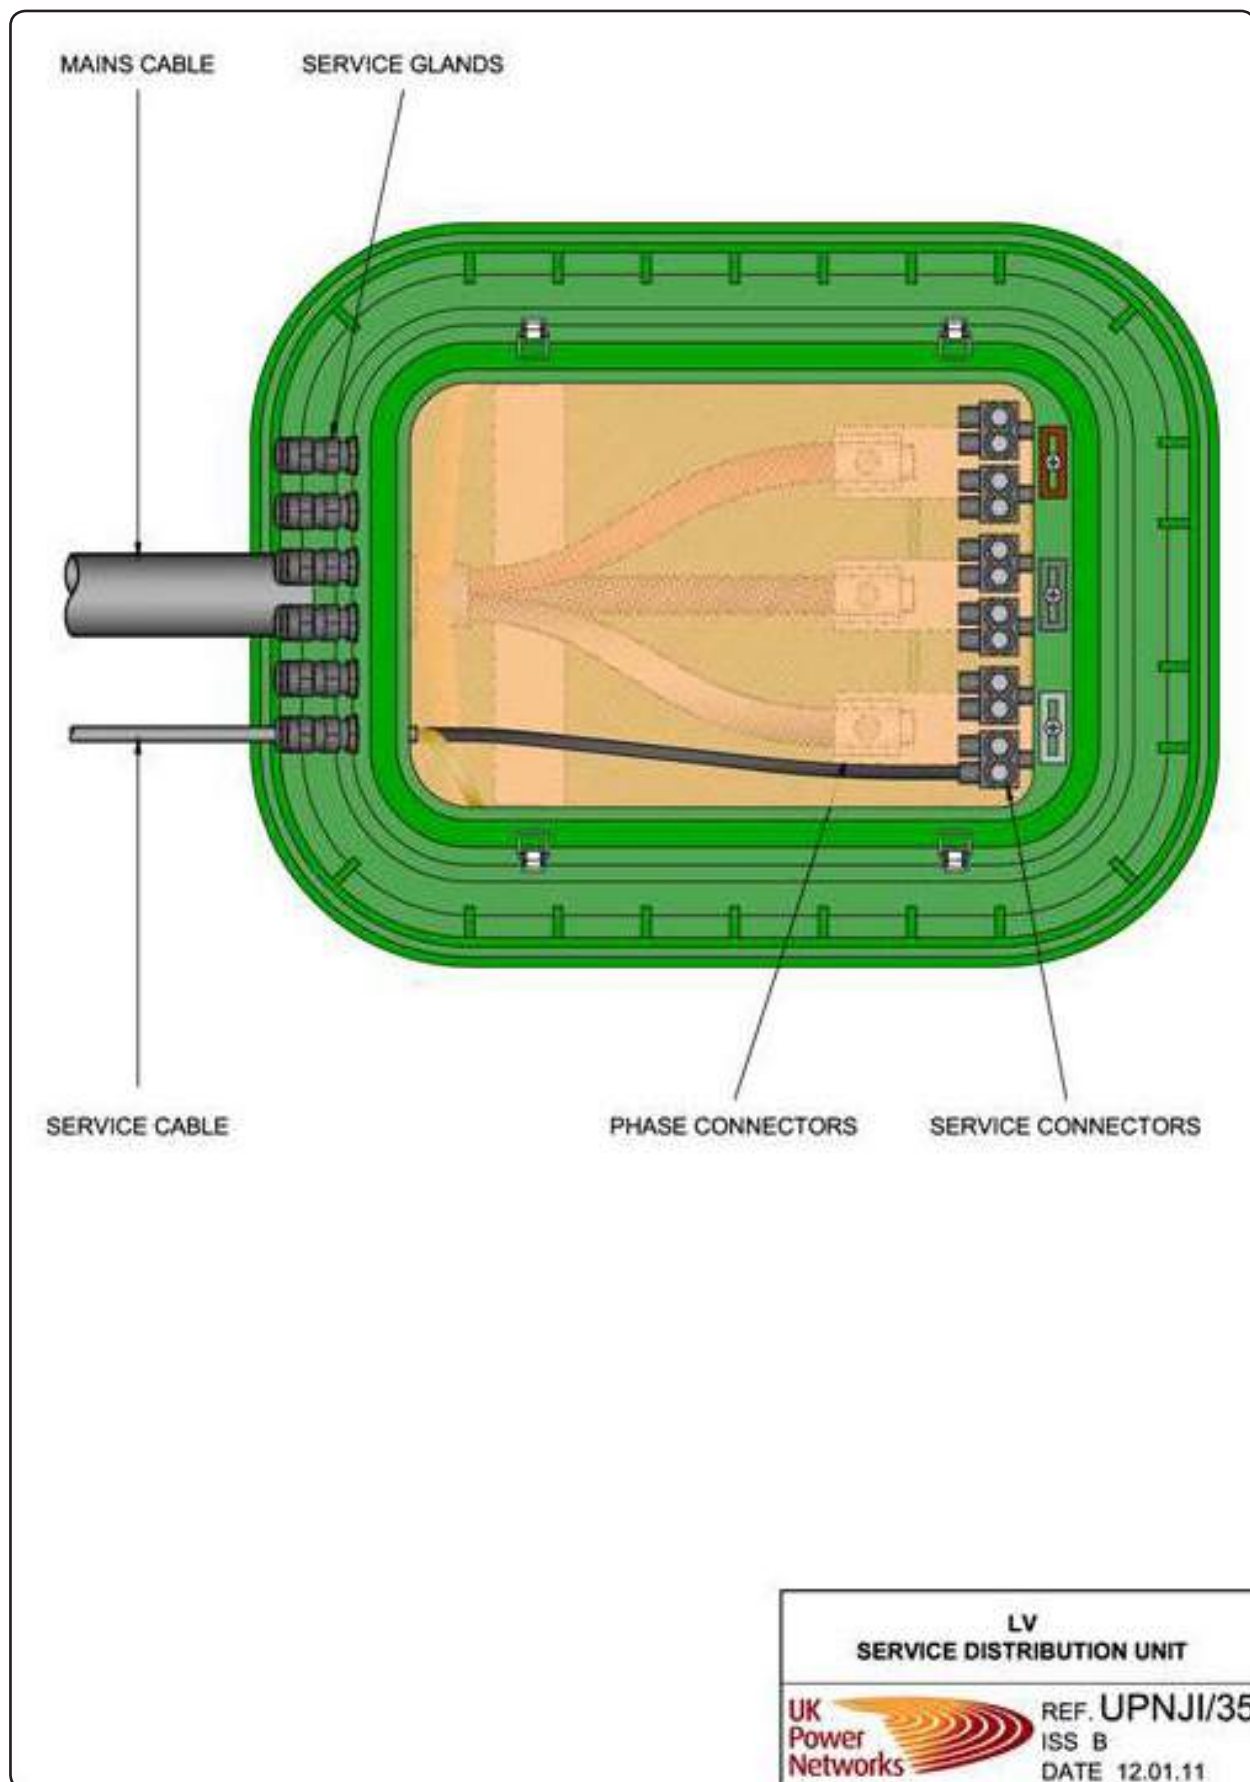 MAINS CABLE
SERVICE GLANDS
SERVICE CABLE
PHASE CONNECTORS
SERVICE CONNECTORS
LV
SERVICE DISTRIBUTION UNIT
UK
Power
Networks
REF. UPNJI/35
ISS B
DATE 12.01.11